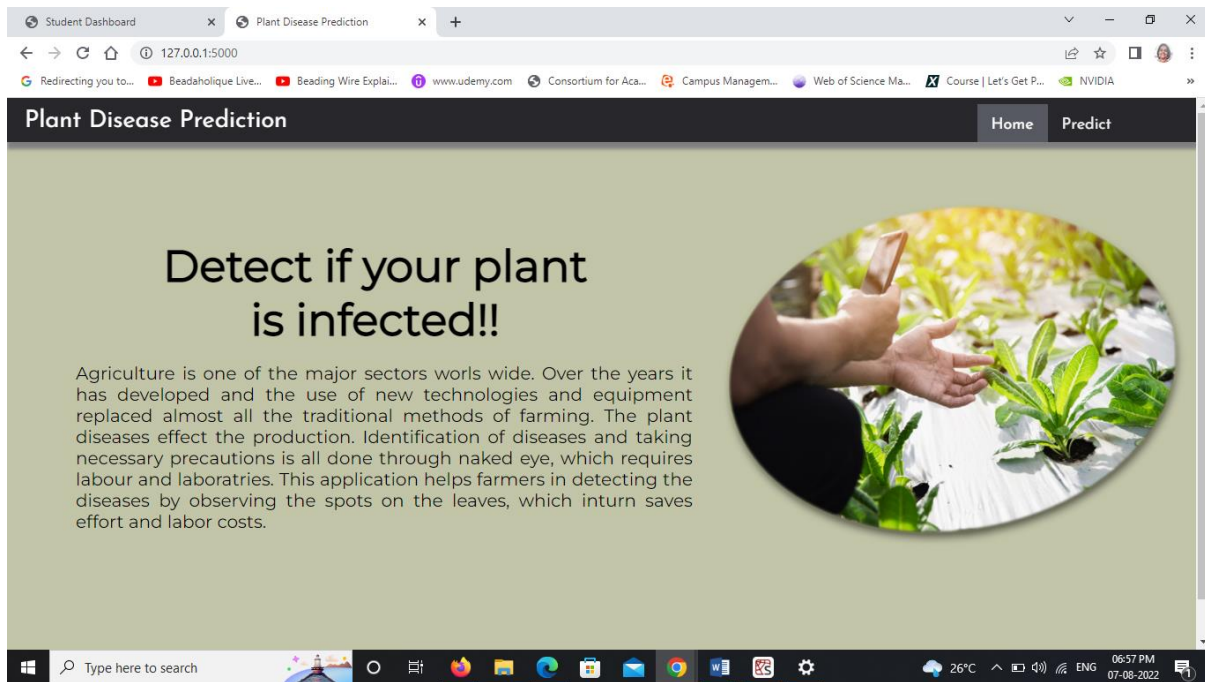 Student Dashboard
Plant Disease Prediction
127.0.0.1:5000
Redirecting you to...
Beadaholique Live...
Beading Wire Explai...
www.udemy.com
Consortium for Aca...
Campus Managem...
Web of Science Ma...
Course | Let's Get P...
NVIDIA
Plant Disease Prediction
Home
Predict
Detect if your plant
is infected!!
Agriculture is one of the major sectors worls wide. Over the years it
has developed and the use of new technologies and equipment
replaced almost all the traditional methods of farming. The plant
diseases effect the production. Identification of diseases and taking
necessary precautions is all done through naked eye, which requires
labour and laboratries. This application helps farmers in detecting the
diseases by observing the spots on the leaves, which inturn saves
effort and labor costs.
Type here to search
26°C
ENG
06:57 PM
07-08-2022
1